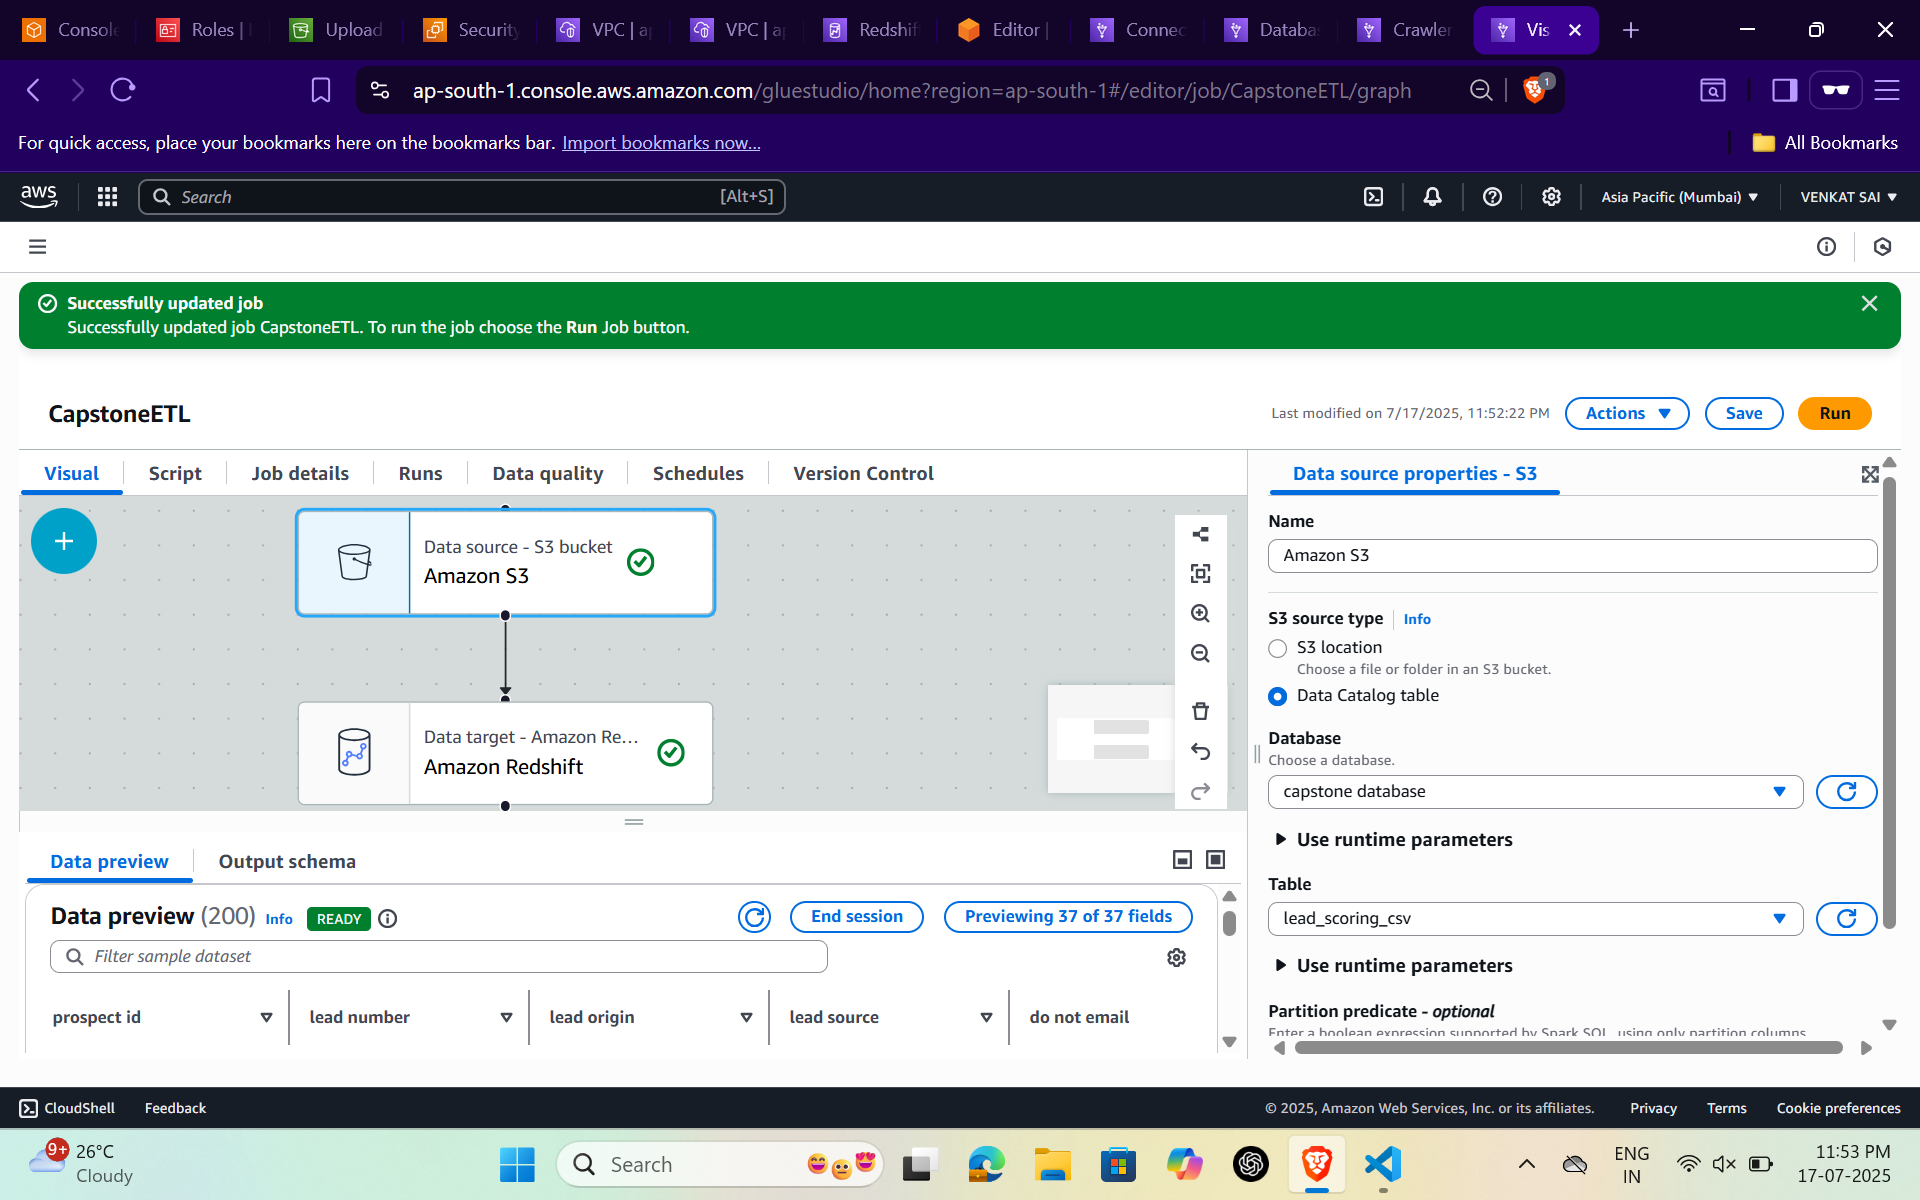 Console
Roles |
Upload
Security
VPC | ap
VPC | ap
Redshift
Editor |
Connec
Databas
Crawler
Vis
ap-south-1.console.aws.amazon.com/gluestudio/home?region=ap-south-1#/editor/job/CapstoneETL/graph
1
For quick access, place your bookmarks here on the bookmarks bar. Import bookmarks now...
All Bookmarks
aws
Search
[Alt+S]
Asia Pacific (Mumbai)
VENKAT SAI
Successfully updated job
Successfully updated job CapstoneETL. To run the job choose the Run Job button.
CapstoneETL
Last modified on 7/17/2025, 11:52:22 PM
Actions
Save
Run
Visual
Script
Job details
Runs
Data quality
Schedules
Version Control
Data source - S3 bucket
Amazon S3
Data target - Amazon Re...
Amazon Redshift
Data source properties - S3
Name
Amazon S3
S3 source type
Info
S3 location
Choose a file or folder in an S3 bucket.
Data Catalog table
Database
Choose a database.
capstone database
Use runtime parameters
Table
lead_scoring_csv
Use runtime parameters
Partition predicate - optional
Enter a boolean expression supported by Spark SQL, using only partition columns.
Data preview
Output schema
Data preview (200)
Info
READY
End session
Previewing 37 of 37 fields
Filter sample dataset
prospect id
lead number
lead origin
lead source
do not email
CloudShell
Feedback
© 2025, Amazon Web Services, Inc. or its affiliates.
Privacy
Terms
Cookie preferences
9+
26°C
Cloudy
Search
ENG
IN
11:53 PM
17-07-2025